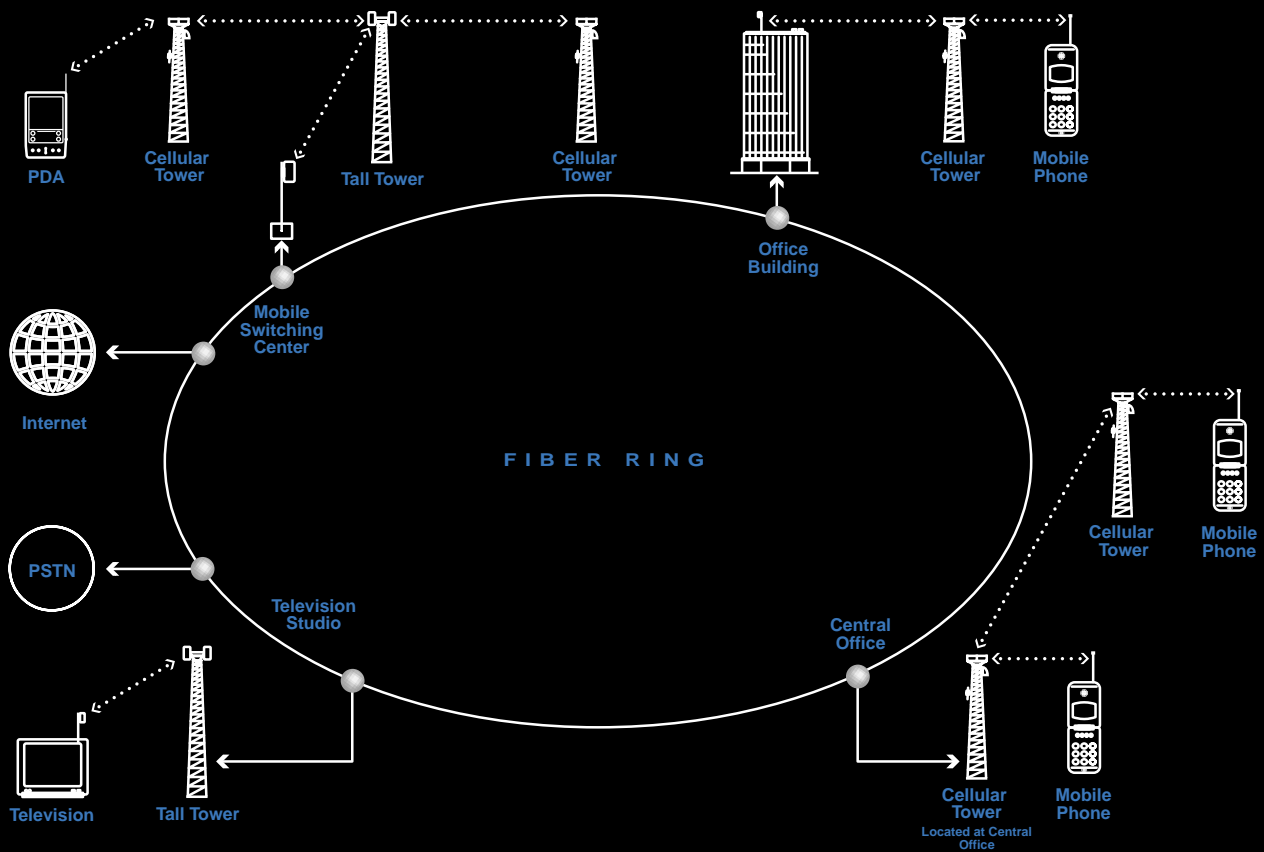 PDA
Cellular
Tower
Tall Tower
Cellular
Tower
Cellular
Tower
Mobile
Phone
Office
Building
Mobile
Switching
Center
Internet
FIBER RING
Cellular
Tower
Mobile
Phone
PSTN
Television
Studio
Central
Office
Television
Tall Tower
Cellular
Tower
Located at Central
Office
Mobile
Phone